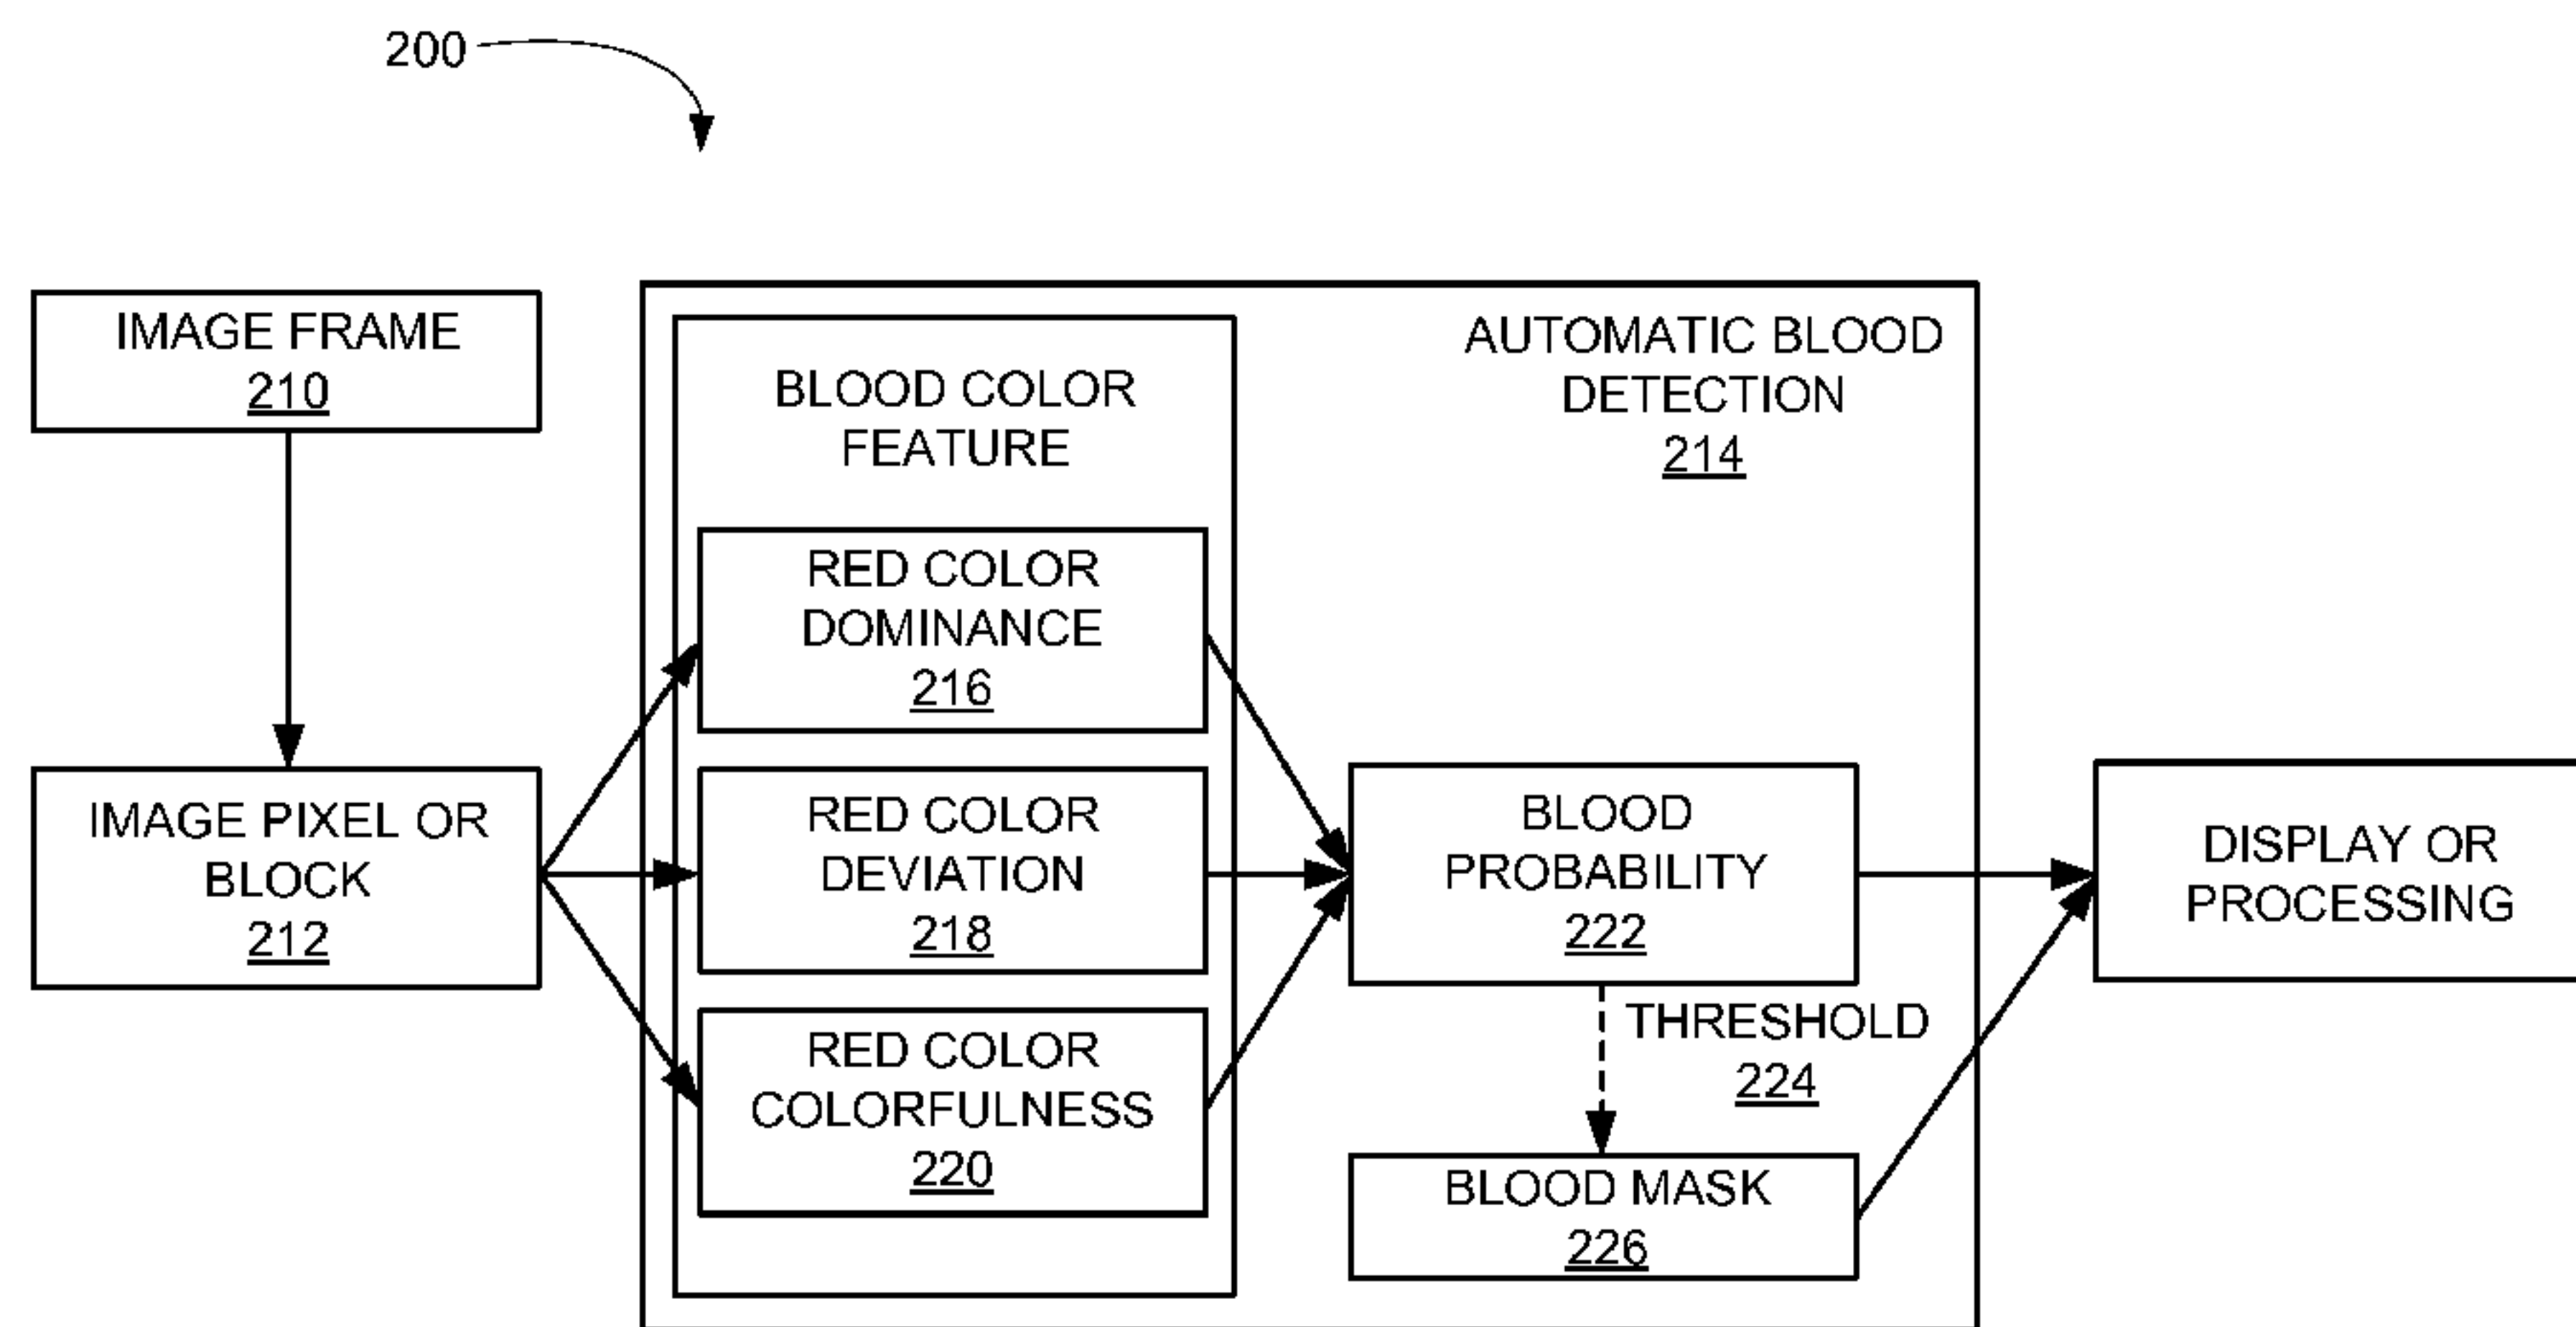 200
IMAGE FRAME
210
IMAGE PIXEL OR
BLOCK
212
AUTOMATIC BLOOD
DETECTION
214
BLOOD COLOR
FEATURE
RED COLOR
DOMINANCE
216
RED COLOR
DEVIATION
218
RED COLOR
COLORFULNESS
220
BLOOD
PROBABILITY
222
THRESHOLD
224
BLOOD MASK
226
DISPLAY OR
PROCESSING